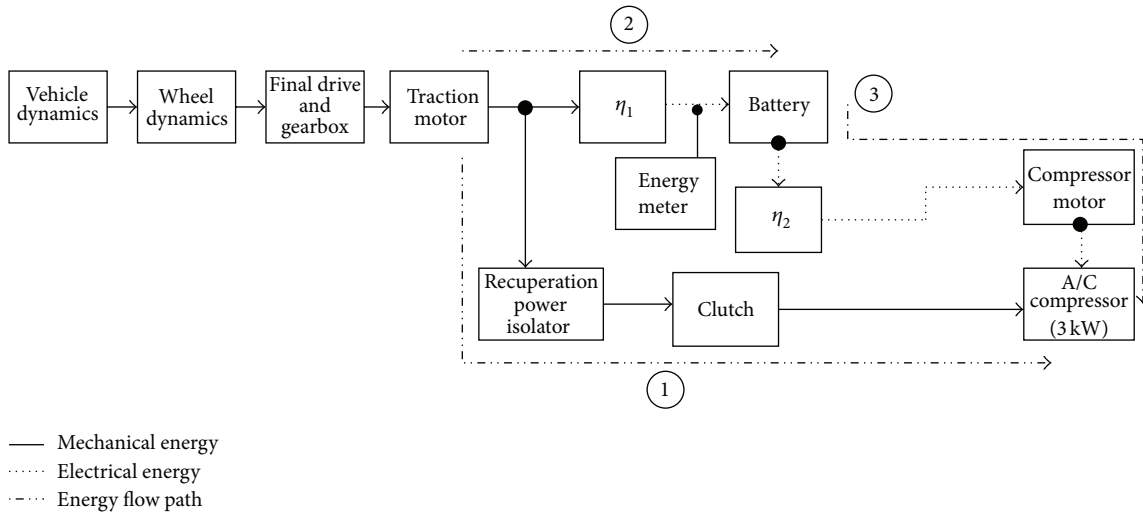 2
Vehicle
dynamics
Wheel
dynamics
Final drive
and
gearbox
Traction
motor
η1
Battery
3
Energy
meter
η2
Compressor
motor
Recuperation
power
isolator
Clutch
A/C
compressor
(3 kW)
1
Mechanical energy
Electrical energy
Energy flow path